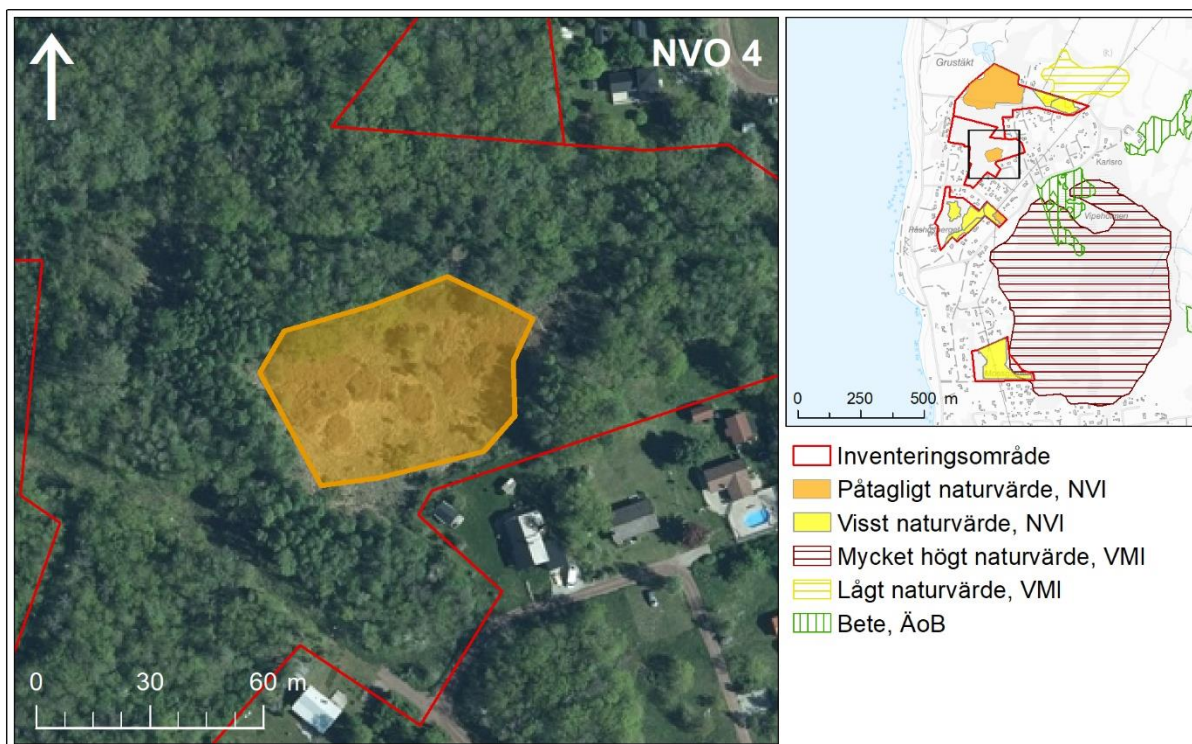 NVO 4
0 30 60 m
Grustäkt
Karlsro
Vipeholmen
0 250 500 m
Inventeringsområde
Påtagligt naturvärde, NVI
Visst naturvärde, NVI
Mycket högt naturvärde, VMI
Lågt naturvärde, VMI
Bete, ÄoB